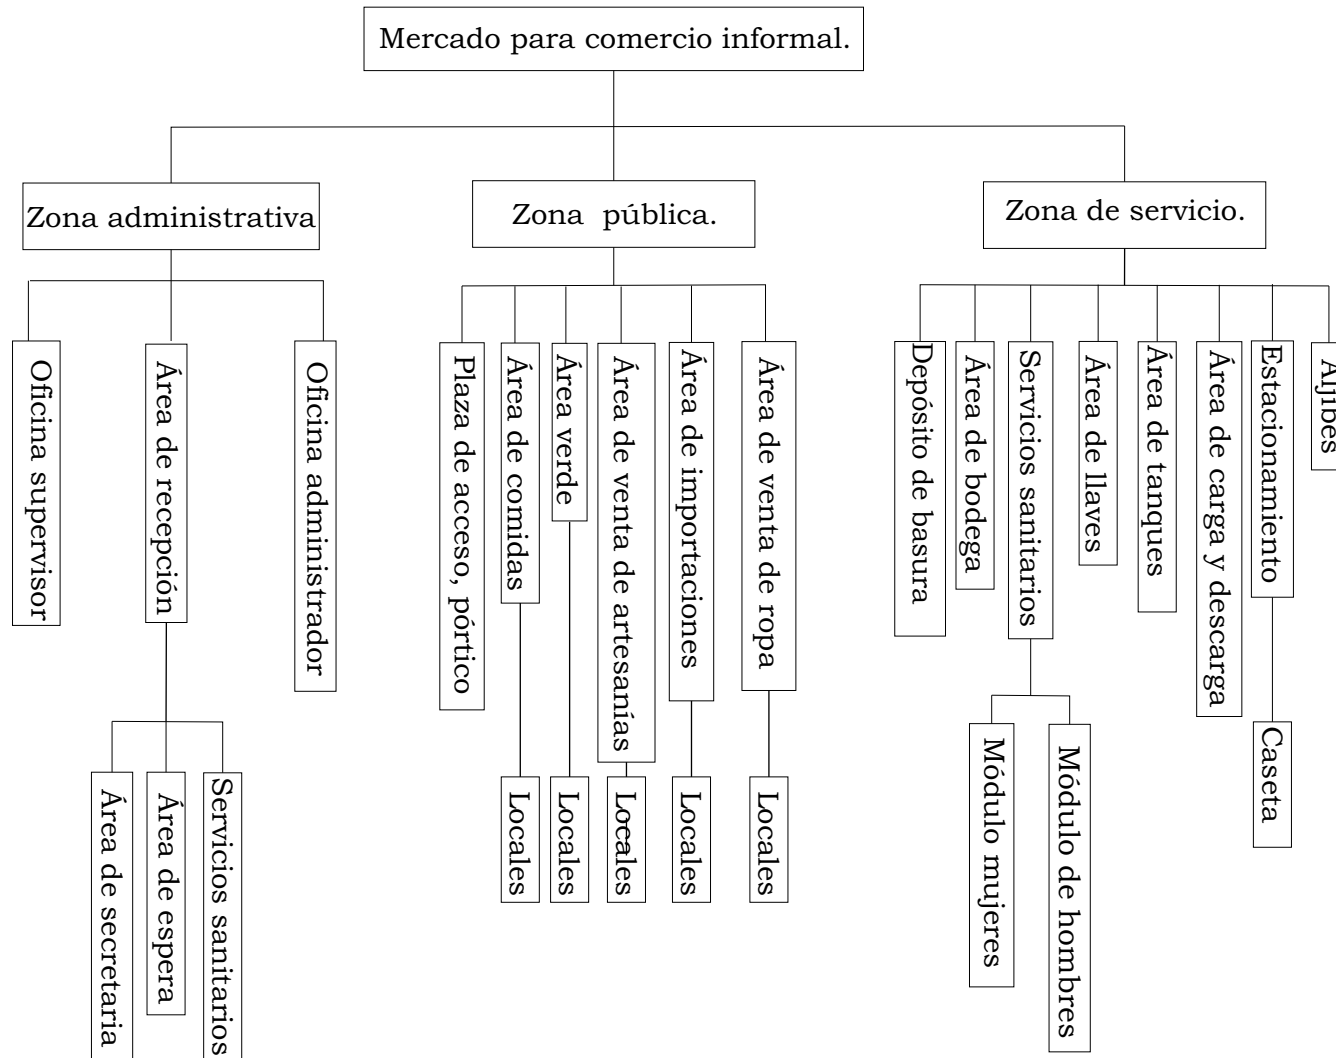 Mercado para comercio informal.
Zona administrativa
Zona pública.
Zona de servicio.
Oficina supervisor
Área de recepción
Oficina administrador
Plaza de acceso, pórtico
Área de comidas
Área verde
Área de venta de artesanías
Área de importaciones
Área de venta de ropa
Depósito de basura
Área de bodega
Servicios sanitarios
Área de llaves
Área de tanques
Área de carga y descarga
Estacionamiento
Aljibes
Área de secretaria
Área de espera
Servicios sanitarios
Locales
Locales
Locales
Locales
Locales
Módulo mujeres
Módulo de hombres
Caseta